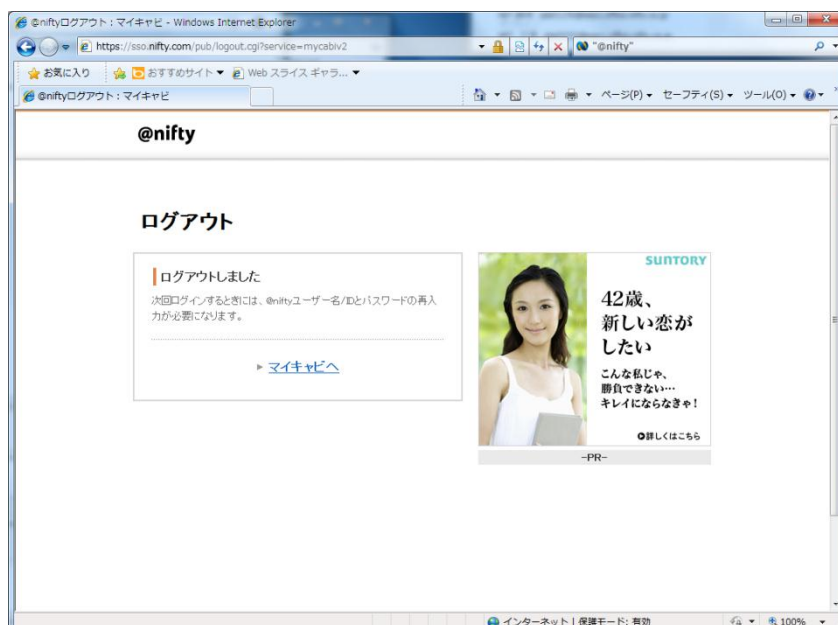 @niftyログアウト : マイキャビ - Windows Internet Explorer
https://sso.nifty.com/pub/logout.cgi?service=mycabiv2
"@nifty"
お気に入り
おすすめサイト
Web スライス ギャラ...
@niftyログアウト : マイキャビ
ページ(P)
セーフティ(S)
ツール(O)
@nifty
ログアウト
ログアウトしました
次回ログインするときには、@niftyユーザー名/IDとパスワードの再入
力が必要になります。
マイキャビへ
SUNTORY
42歳、
新しい恋が
したい
こんな私じゃ、
勝負できない…
キレイにならなきゃ!
詳しくはこちら
-PR-
インターネット | 保護モード: 有効
100%